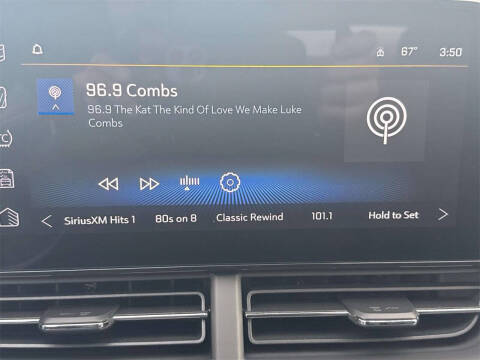 67° 3:50
96.9 Combs
96.9 The Kat The Kind Of Love We Make Luke
Combs
SiriusXM Hits 1 80s on 8 Classic Rewind 101.1 Hold to Set